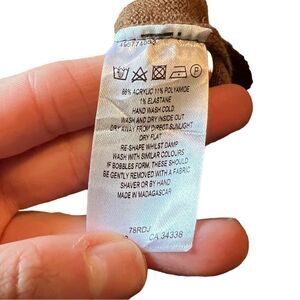 88% ACRYLIC 11% POLYAMIDE
1% ELASTANE
HAND WASH COLD
WASH AND DRY INSIDE OUT
DRY AWAY FROM DIRECT SUNLIGHT
DRY FLAT
RE-SHAPE WHILST DAMP
WASH WITH SIMILAR COLOURS
IF BOBBLES FORM, THESE SHOULD
BE GENTLY REMOVED WITH A FABRIC
SHAVER OR BY HAND
MADE IN MADAGASCAR
78RDJ
CA 34338